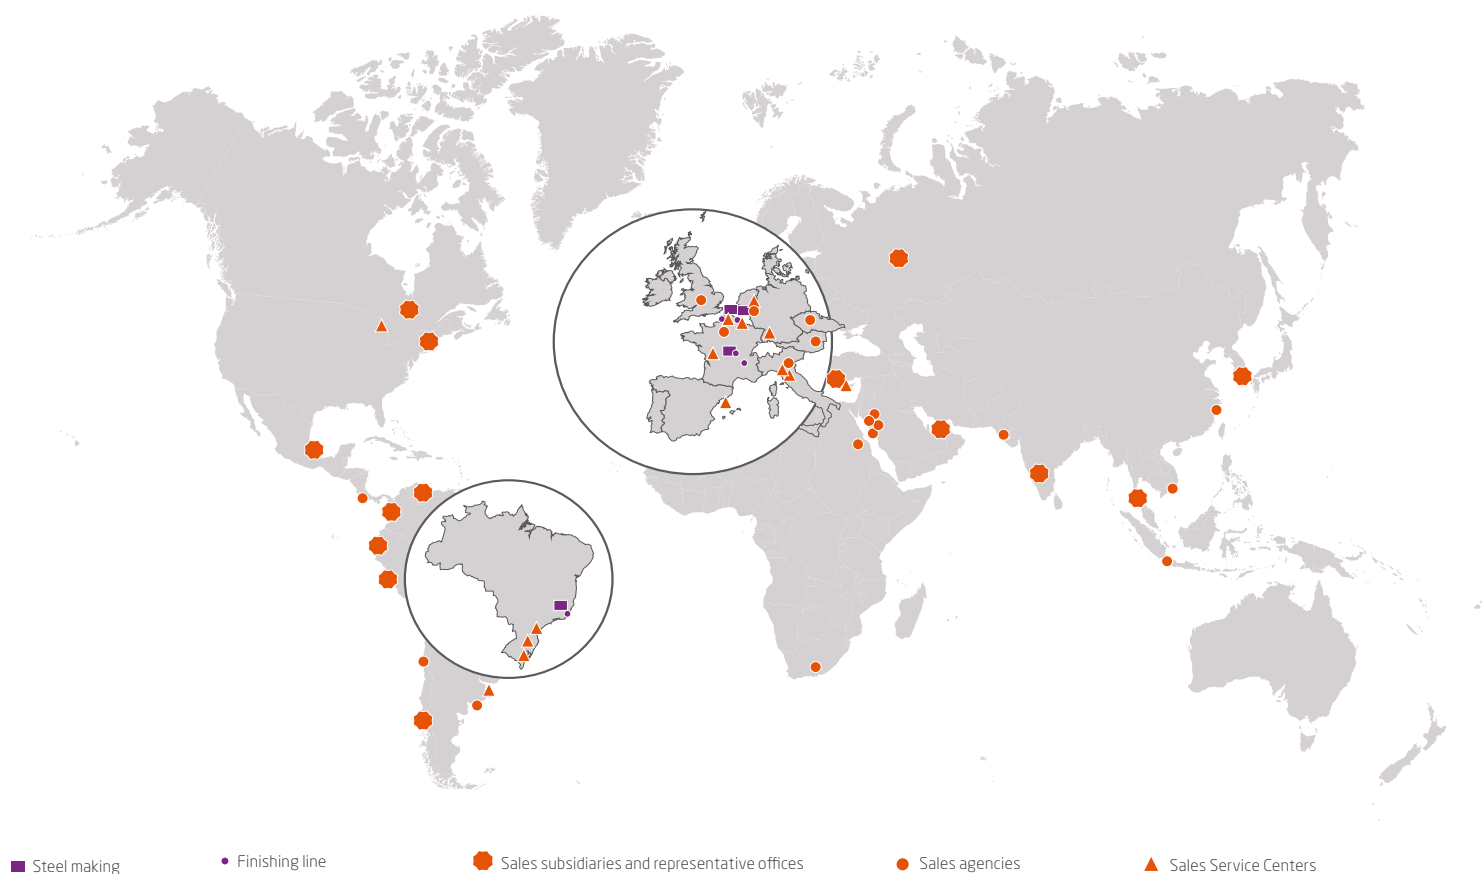 Steel making
Finishing line
Sales subsidiaries and representative offices
Sales agencies
Sales Service Centers